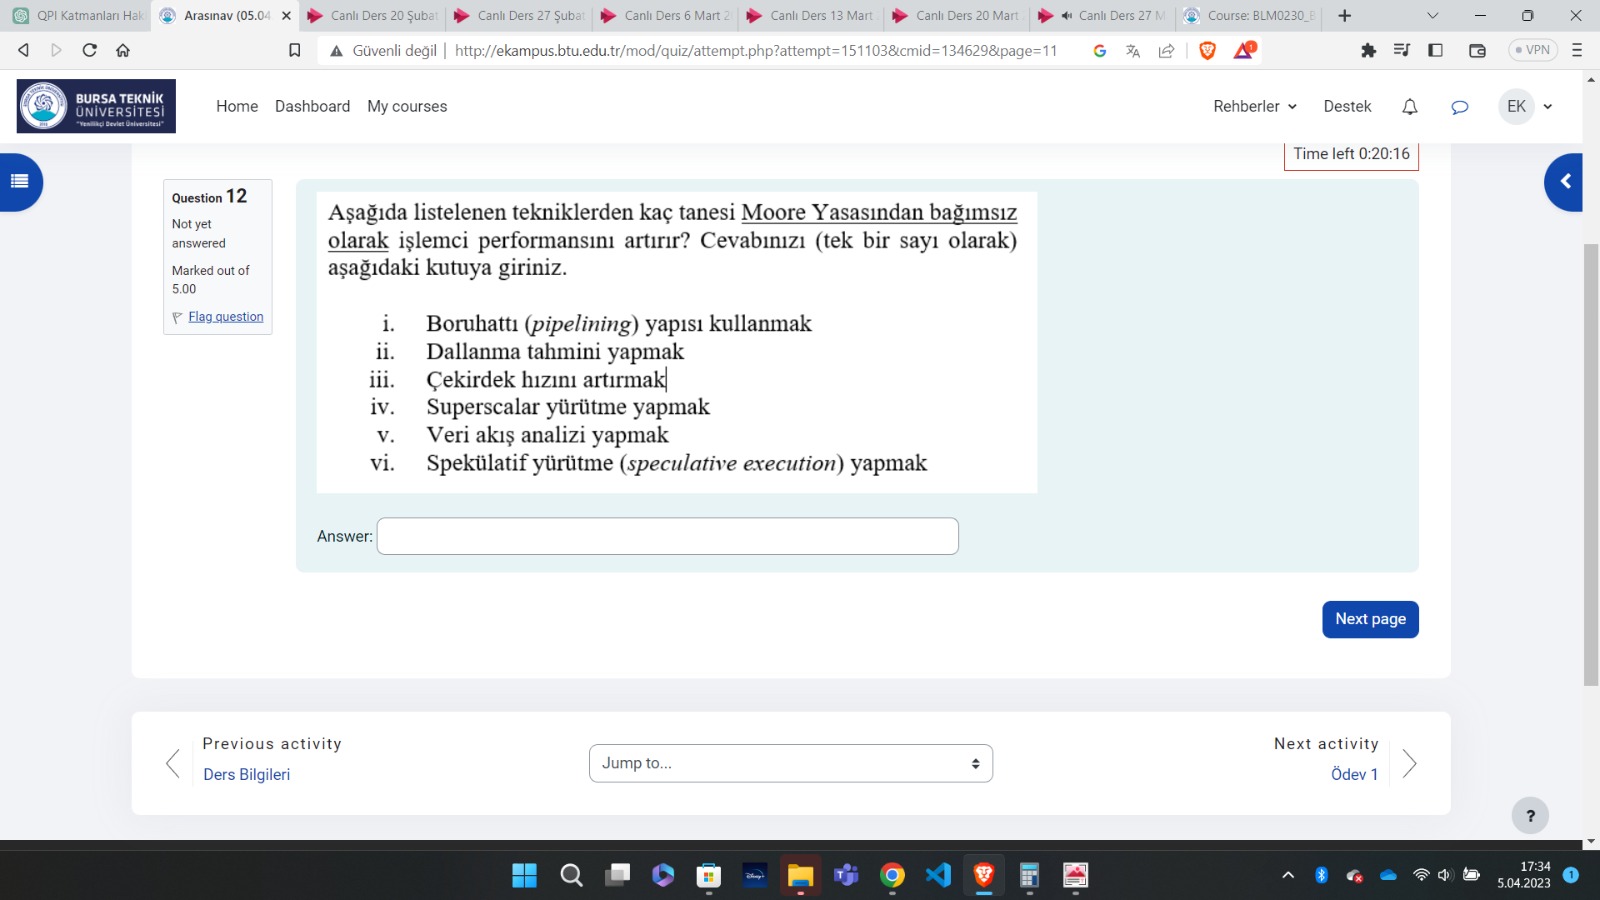 QPI Katmanları Hak
Arasınav (05.04
Canlı Ders 20 Şubat
Canlı Ders 27 Şubat
Canlı Ders 6 Mart 2
Canlı Ders 13 Mart
Canlı Ders 20 Mart
Canlı Ders 27 M
Course: BLM0230_B
Güvenli değil | http://ekampus.btu.edu.tr/mod/quiz/attempt.php?attempt=151103&cmid=134629&page=11
1
VPN
BURSA TEKNİK
ÜNİVERSİTESİ
"Yenilikçi Devlet Üniversitesi"
Home Dashboard My courses
Rehberler Destek EK
Time left 0:20:16
Question 12
Not yet
answered
Marked out of
5.00
Flag question
Aşağıda listelenen tekniklerden kaç tanesi Moore Yasasından bağımsız
olarak işlemci performansını artırır? Cevabınızı (tek bir sayı olarak)
aşağıdaki kutuya giriniz.
i. Boruhattı (pipelining) yapısı kullanmak
ii. Dallanma tahmini yapmak
iii. Çekirdek hızını artırmak
iv. Superscalar yürütme yapmak
v. Veri akış analizi yapmak
vi. Spekülatif yürütme (speculative execution) yapmak
Answer:
Next page
Previous activity
Ders Bilgileri
Jump to...
Next activity
Ödev 1
?
Disney+
17:34
5.04.2023
1